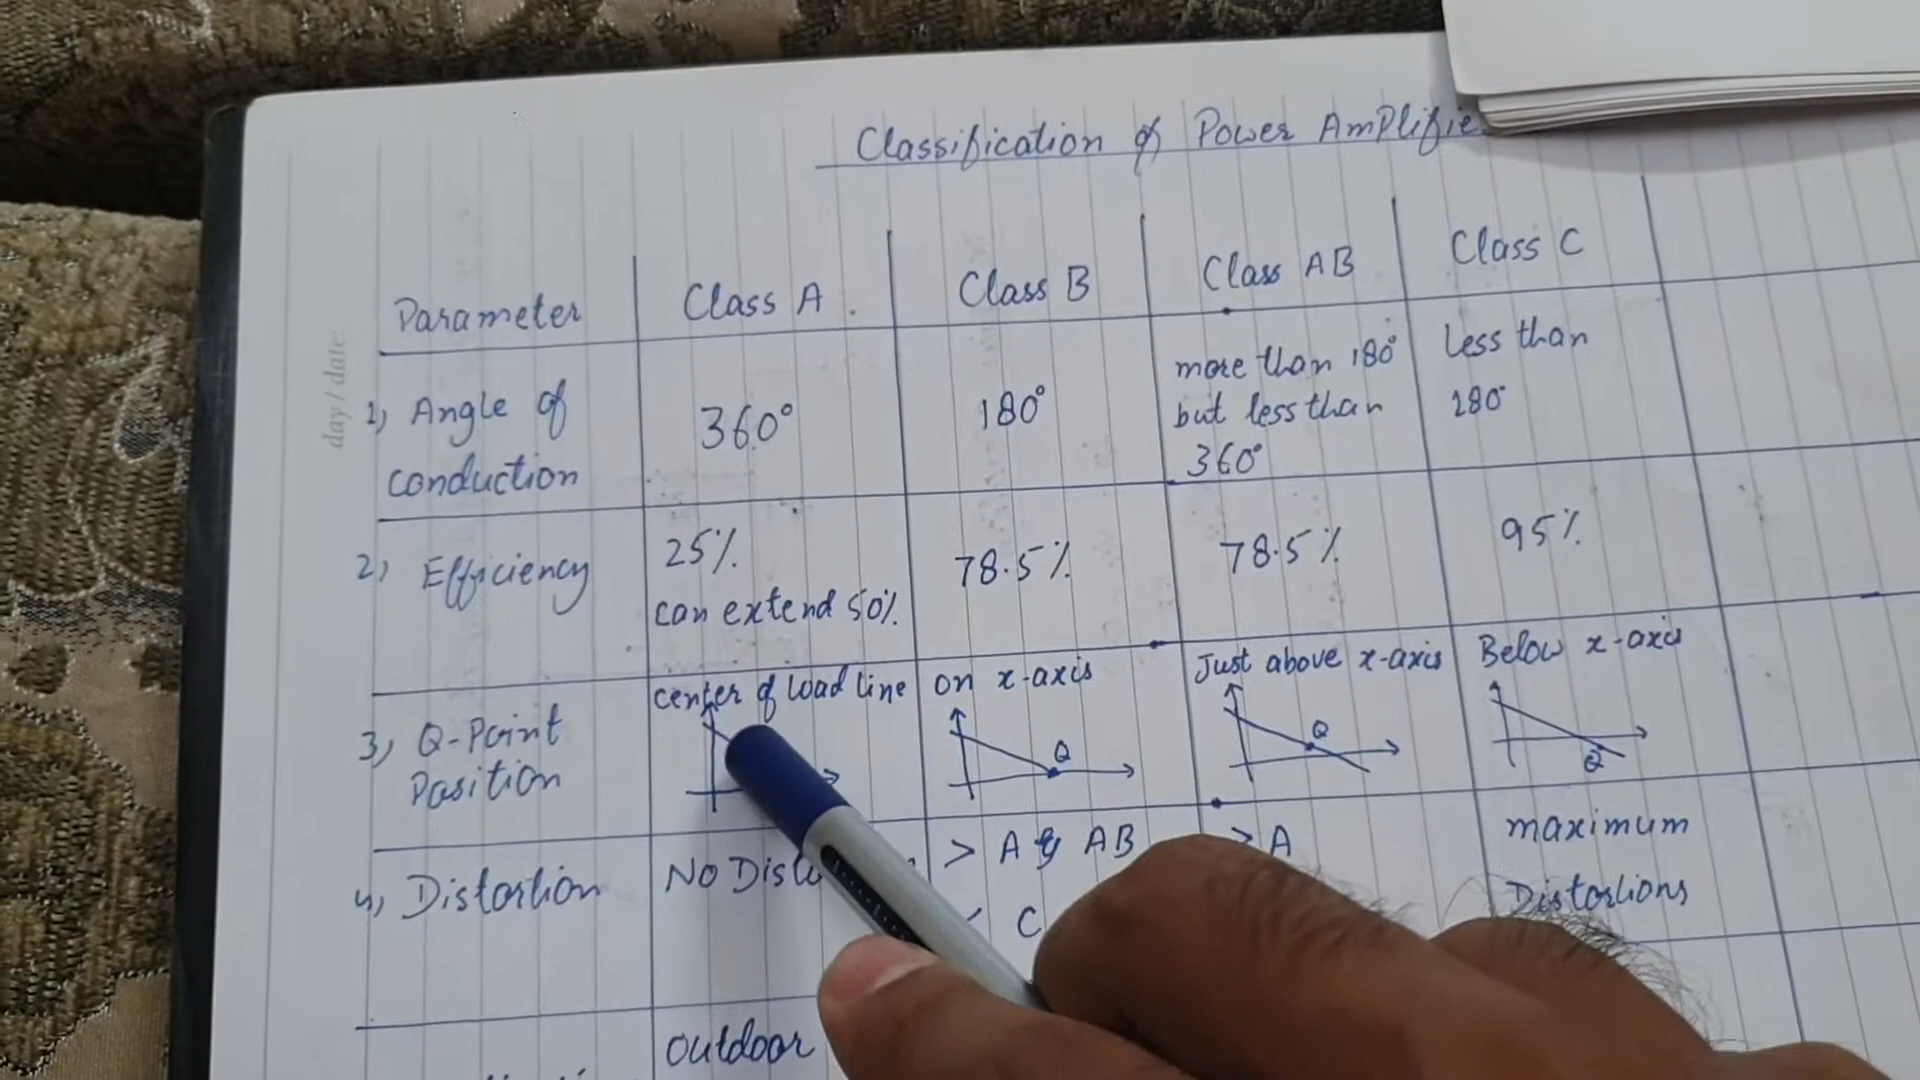 Classification of Power Amplifie
Parameter
Class A
Class B
Class AB
Class C
day / date:
1) Angle of
conduction
360°
180°
more than 180°
but less than
360°
Less than
180°
2) Efficiency
25%
can extend 50%
78.5%
78.5%
95%
3) Q-Point
Position
center of load line
on x-axis
Q
Just above x-axis
Q
Below x-axis
Q
4) Distortion
No
> A & AB
C
> A
maximum
Distortions
outdoor